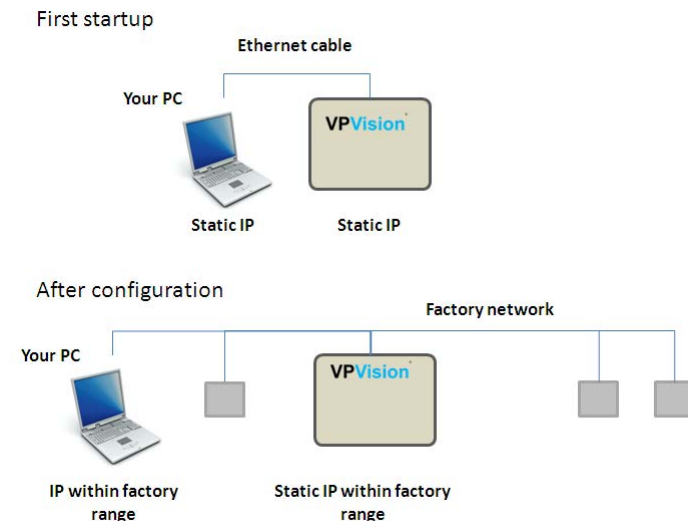 First startup
Ethernet cable
Your PC
VPVision
Static IP
Static IP
After configuration
Factory network
Your PC
VPVision
IP within factory
range
Static IP within factory
range